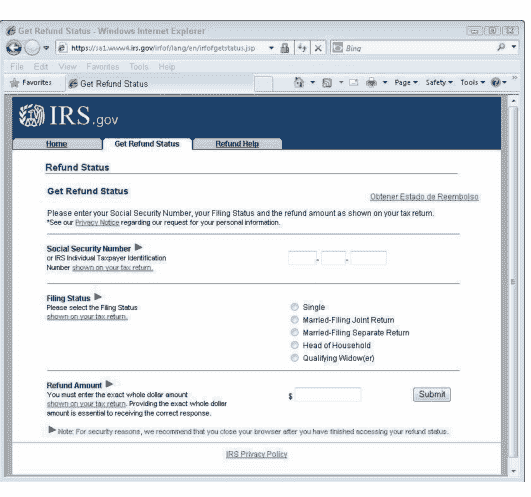 Get Refund Status - Windows Internet Explorer
https://sa1.www4.irs.gov/irfof/lang/en/irfofgetstatus.jsp
Bing
File Edit View Favorites Tools Help
Favorites Get Refund Status Page Safety Tools
IRS.gov
Home Get Refund Status Refund Help
Refund Status
Get Refund Status
Obtener Estado de Reembolso
Please enter your Social Security Number, your Filing Status and the refund amount as shown on your tax return.
*See our Privacy Notice regarding our request for your personal information.
Social Security Number
or IRS Individual Taxpayer Identification
Number shown on your tax return.
- -
Filing Status
Please select the Filing Status
shown on your tax return.
Single
Married-Filing Joint Return
Married-Filing Separate Return
Head of Household
Qualifying Widow(er)
Refund Amount
You must enter the exact whole dollar amount
shown on your tax return. Providing the exact whole dollar
amount is essential to receiving the correct response.
$ Submit
Note: For security reasons, we recommend that you close your browser after you have finished accessing your refund status.
IRS Privacy Policy